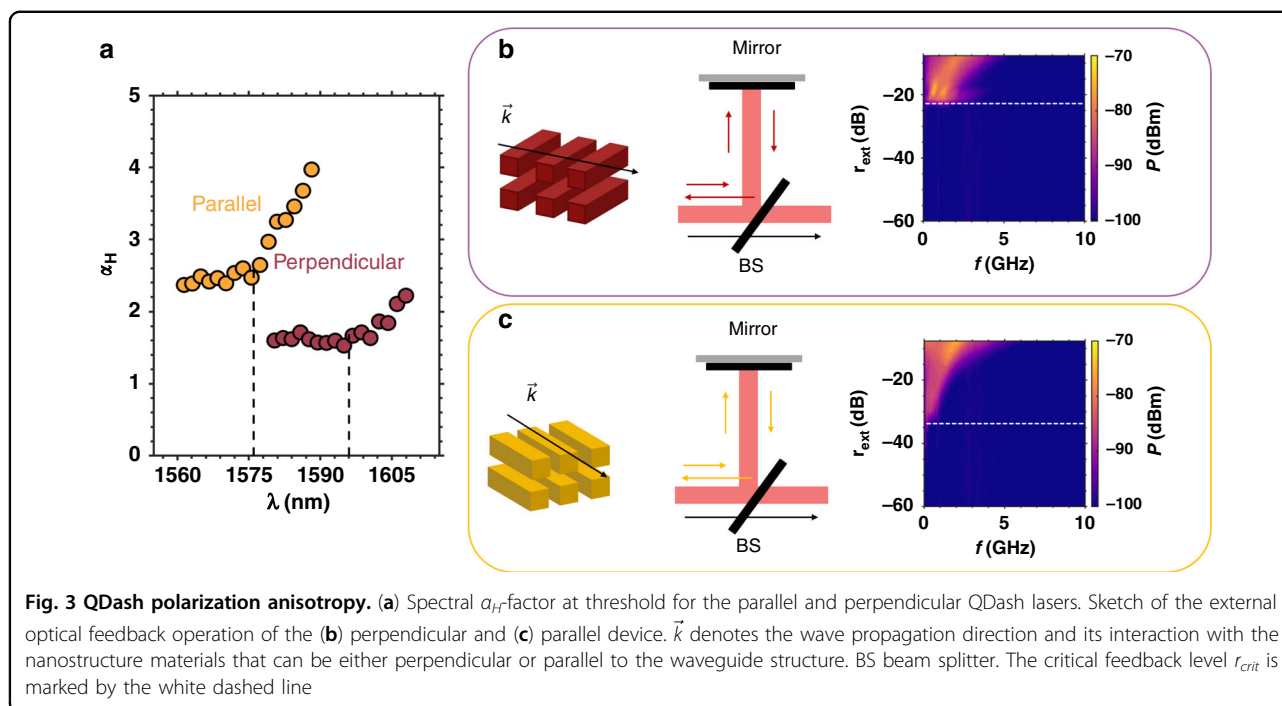 a
5
4
3
2
1
0
α_H
Parallel
Perpendicular
1560
1575
1590
1605
λ (nm)
b
k⃗
Mirror
BS
−20
−40
−60
r_ext (dB)
0
5
10
f (GHz)
−70
−80
−90
−100
P (dBm)
c
k⃗
Mirror
BS
−20
−40
−60
r_ext (dB)
0
5
10
f (GHz)
−70
−80
−90
−100
P (dBm)
Fig. 3 QDash polarization anisotropy. (a) Spectral α_H-factor at threshold for the parallel and perpendicular QDash lasers. Sketch of the external
optical feedback operation of the (b) perpendicular and (c) parallel device. k⃗ denotes the wave propagation direction and its interaction with the
nanostructure materials that can be either perpendicular or parallel to the waveguide structure. BS beam splitter. The critical feedback level r_crit is
marked by the white dashed line